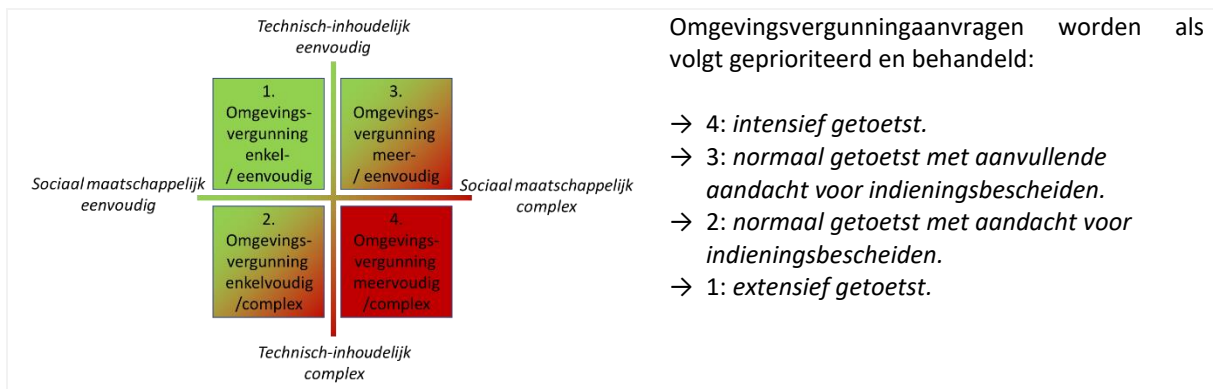 Technisch-inhoudelijk
eenvoudig
1.
Omgevings-
vergunning
enkel-
/ eenvoudig
3.
Omgevings-
vergunning
meer-
/ eenvoudig
Sociaal maatschappelijk
eenvoudig
Sociaal maatschappelijk
complex
2.
Omgevings-
vergunning
enkelvoudig
/complex
4.
Omgevings-
vergunning
meervoudig
/complex
Technisch-inhoudelijk
complex
Omgevingsvergunningaanvragen worden als
volgt geprioriteerd en behandeld:
→ 4: intensief getoetst.
→ 3: normaal getoetst met aanvullende
aandacht voor indieningsbescheiden.
→ 2: normaal getoetst met aandacht voor
indieningsbescheiden.
→ 1: extensief getoetst.